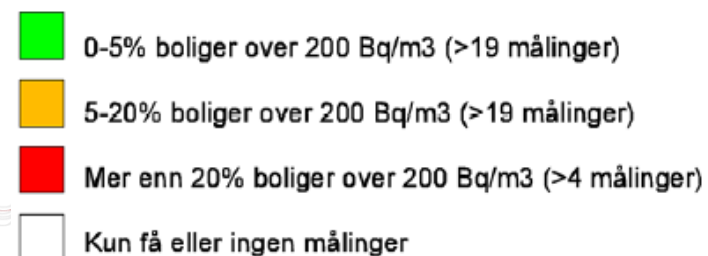 0-5% boliger over 200 Bq/m3 (>19 målinger)
5-20% boliger over 200 Bq/m3 (>19 målinger)
Mer enn 20% boliger over 200 Bq/m3 (>4 målinger)
Kun få eller ingen målinger